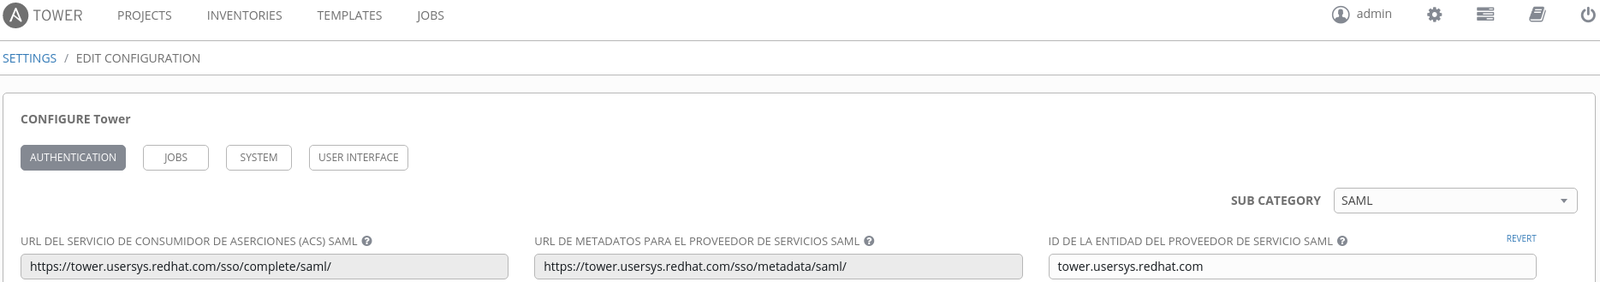 TOWER PROJECTS INVENTORIES TEMPLATES JOBS admin
SETTINGS / EDIT CONFIGURATION
CONFIGURE Tower
AUTHENTICATION JOBS SYSTEM USER INTERFACE
SUB CATEGORY SAML
URL DEL SERVICIO DE CONSUMIDOR DE ASERCIONES (ACS) SAML ? URL DE METADATOS PARA EL PROVEEDOR DE SERVICIOS SAML ? ID DE LA ENTIDAD DEL PROVEEDOR DE SERVICIO SAML ? REVERT
https://tower.usersys.redhat.com/sso/complete/saml/ https://tower.usersys.redhat.com/sso/metadata/saml/ tower.usersys.redhat.com